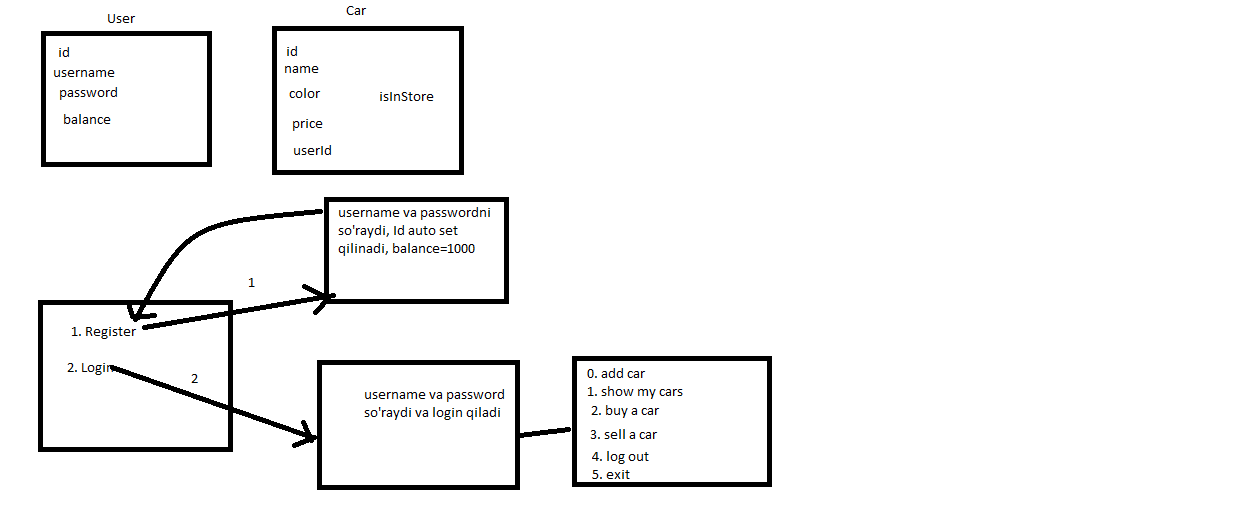 User
id
username
password
balance
Car
id
name
color
isInStore
price
userId
username va passwordni
so'raydi, Id auto set
qilinadi, balance=1000
1
1. Register
2. Login
2
username va password
so'raydi va login qiladi
0. add car
1. show my cars
2. buy a car
3. sell a car
4. log out
5. exit